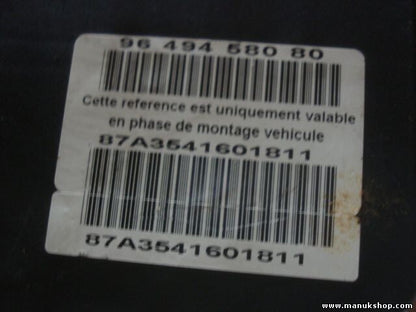 96 494 580 80
Cette reference est uniquement valable
en phase de montage vehicule
87A3541601811
87A3541601811
www.manukshop.com